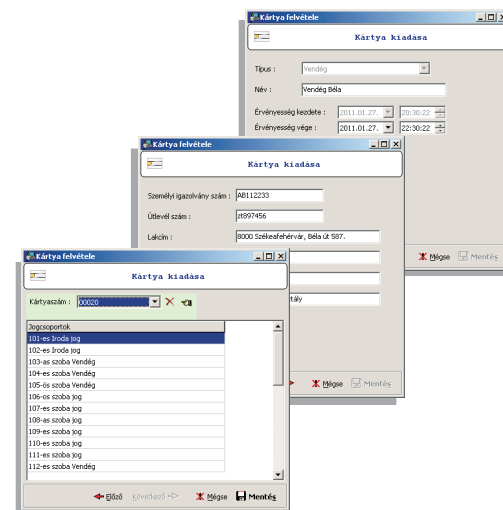 Kártya felvétele
Kártya kiadása
Típus : Vendég
Név : Vendég Béla
Érvényesség kezdete : 2011.01.27. 20:30:22
Érvényesség vége : 2011.01.27. 22:30:22
Mégse Mentés
Kártya felvétele
Kártya kiadása
Személyi igazolvány szám : AB112233
Útlevél szám : zt897456
Lakcím : 8000 Székeafehérvár, Béla út 587.
tály
Mégse Mentés
Kártya felvétele
Kártya kiadása
Kártyaszám : 00020
Jogcsoportok
101-es Iroda jog
102-es Iroda jog
103-as szoba Vendég
104-es szoba Vendég
105-ös szoba Vendég
106-os szoba jog
107-es szoba jog
108-as szoba jog
109-es szoba jog
110-es szoba jog
111-es szoba jog
112-es szoba Vendég
Előző Következő Mégse Mentés